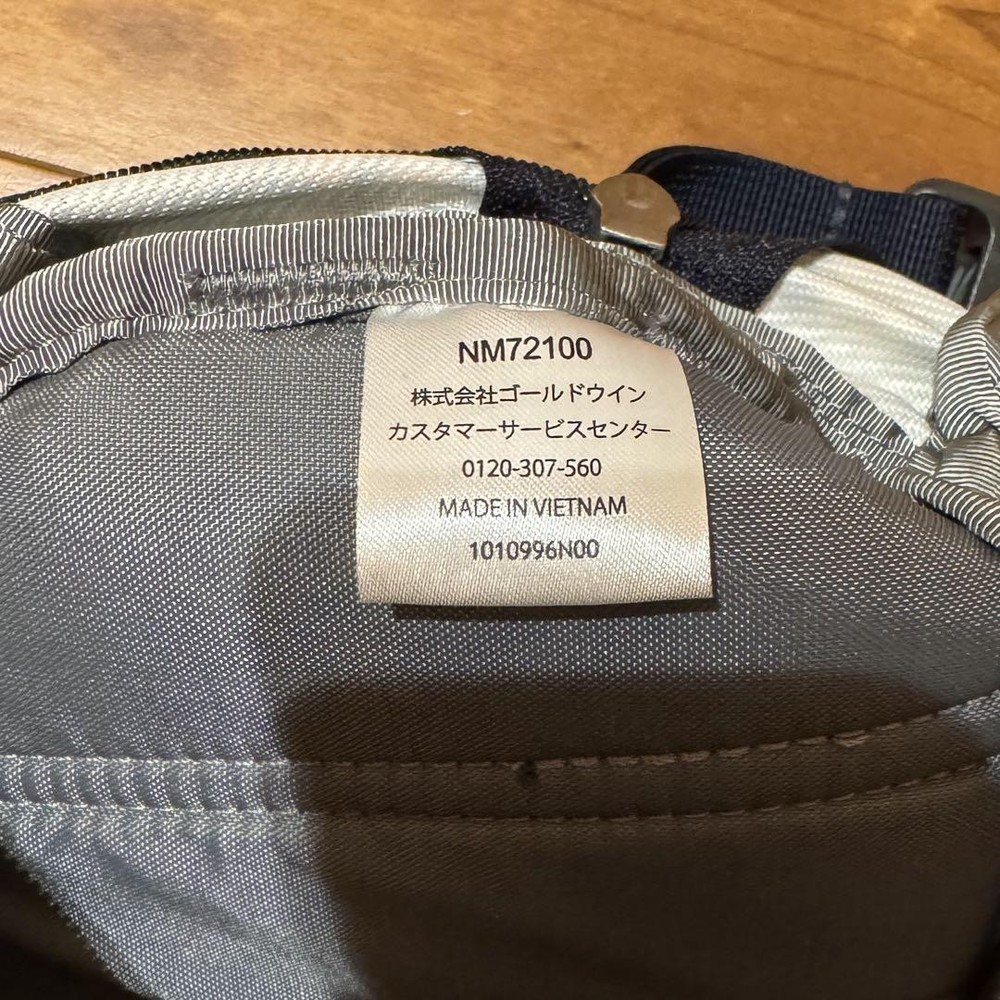 NM72100
株式会社ゴールドウイン
カスタマーサービスセンター
0120-307-560
MADE IN VIETNAM
1010996N00